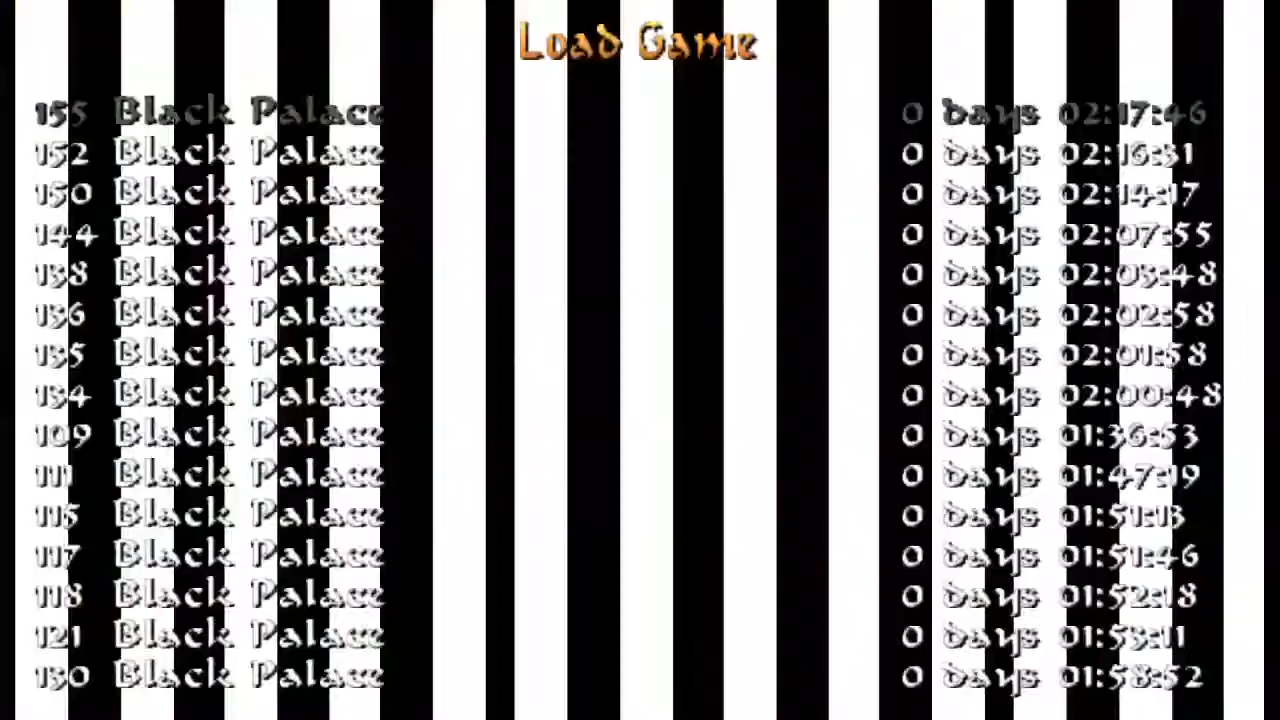 Load Game
155 Black Palace 0 days 02:17:46
152 Black Palace 0 days 02:16:31
150 Black Palace 0 days 02:14:17
144 Black Palace 0 days 02:07:55
138 Black Palace 0 days 02:03:48
136 Black Palace 0 days 02:02:58
135 Black Palace 0 days 02:01:58
134 Black Palace 0 days 02:00:48
109 Black Palace 0 days 01:36:53
111 Black Palace 0 days 01:47:19
115 Black Palace 0 days 01:51:13
117 Black Palace 0 days 01:51:46
118 Black Palace 0 days 01:52:18
121 Black Palace 0 days 01:53:11
130 Black Palace 0 days 01:58:52